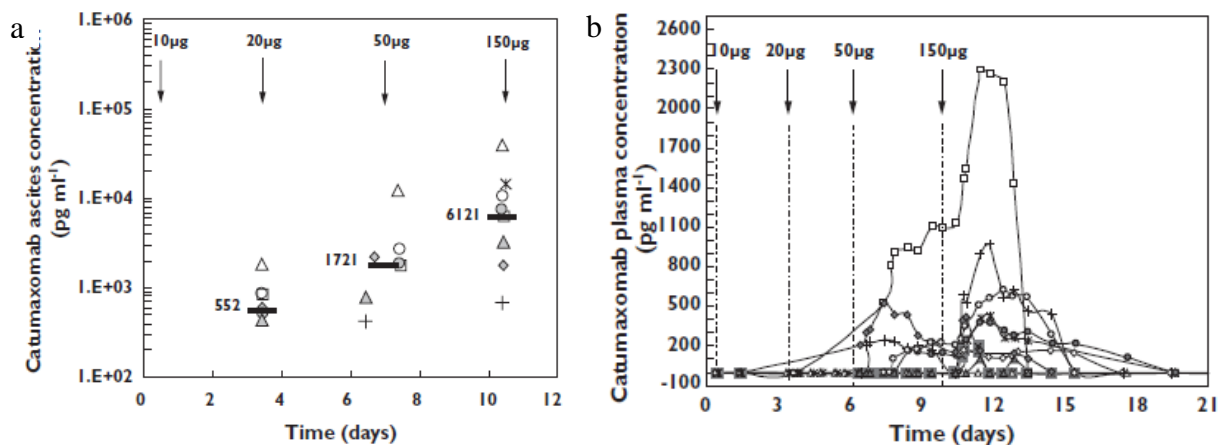 a
Catumaxomab ascites concentration
(pg ml-1)
1.E+06
1.E+05
1.E+04
1.E+03
1.E+02
10µg 20µg 50µg 150µg
552
1721
6121
0 2 4 6 8 10 12
Time (days)
b
Catumaxomab plasma concentration
(pg ml-1)
2600
2300
2000
1700
1400
1100
800
500
200
-100
10µg 20µg 50µg 150µg
0 3 6 9 12 15 18 21
Time (days)